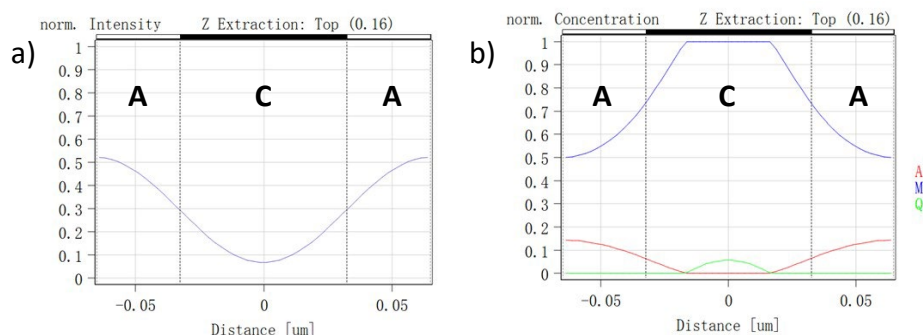 a)
norm. Intensity Z Extraction: Top (0.16)
1
0.9
0.8
0.7
0.6
0.5
0.4
0.3
0.2
0.1
0
A C A
-0.05 0 0.05
Distance [um]
b)
norm. Concentration Z Extraction: Top (0.16)
1
0.9
0.8
0.7
0.6
0.5
0.4
0.3
0.2
0.1
0
A C A
-0.05 0 0.05
Distance [um]
A
M
Q